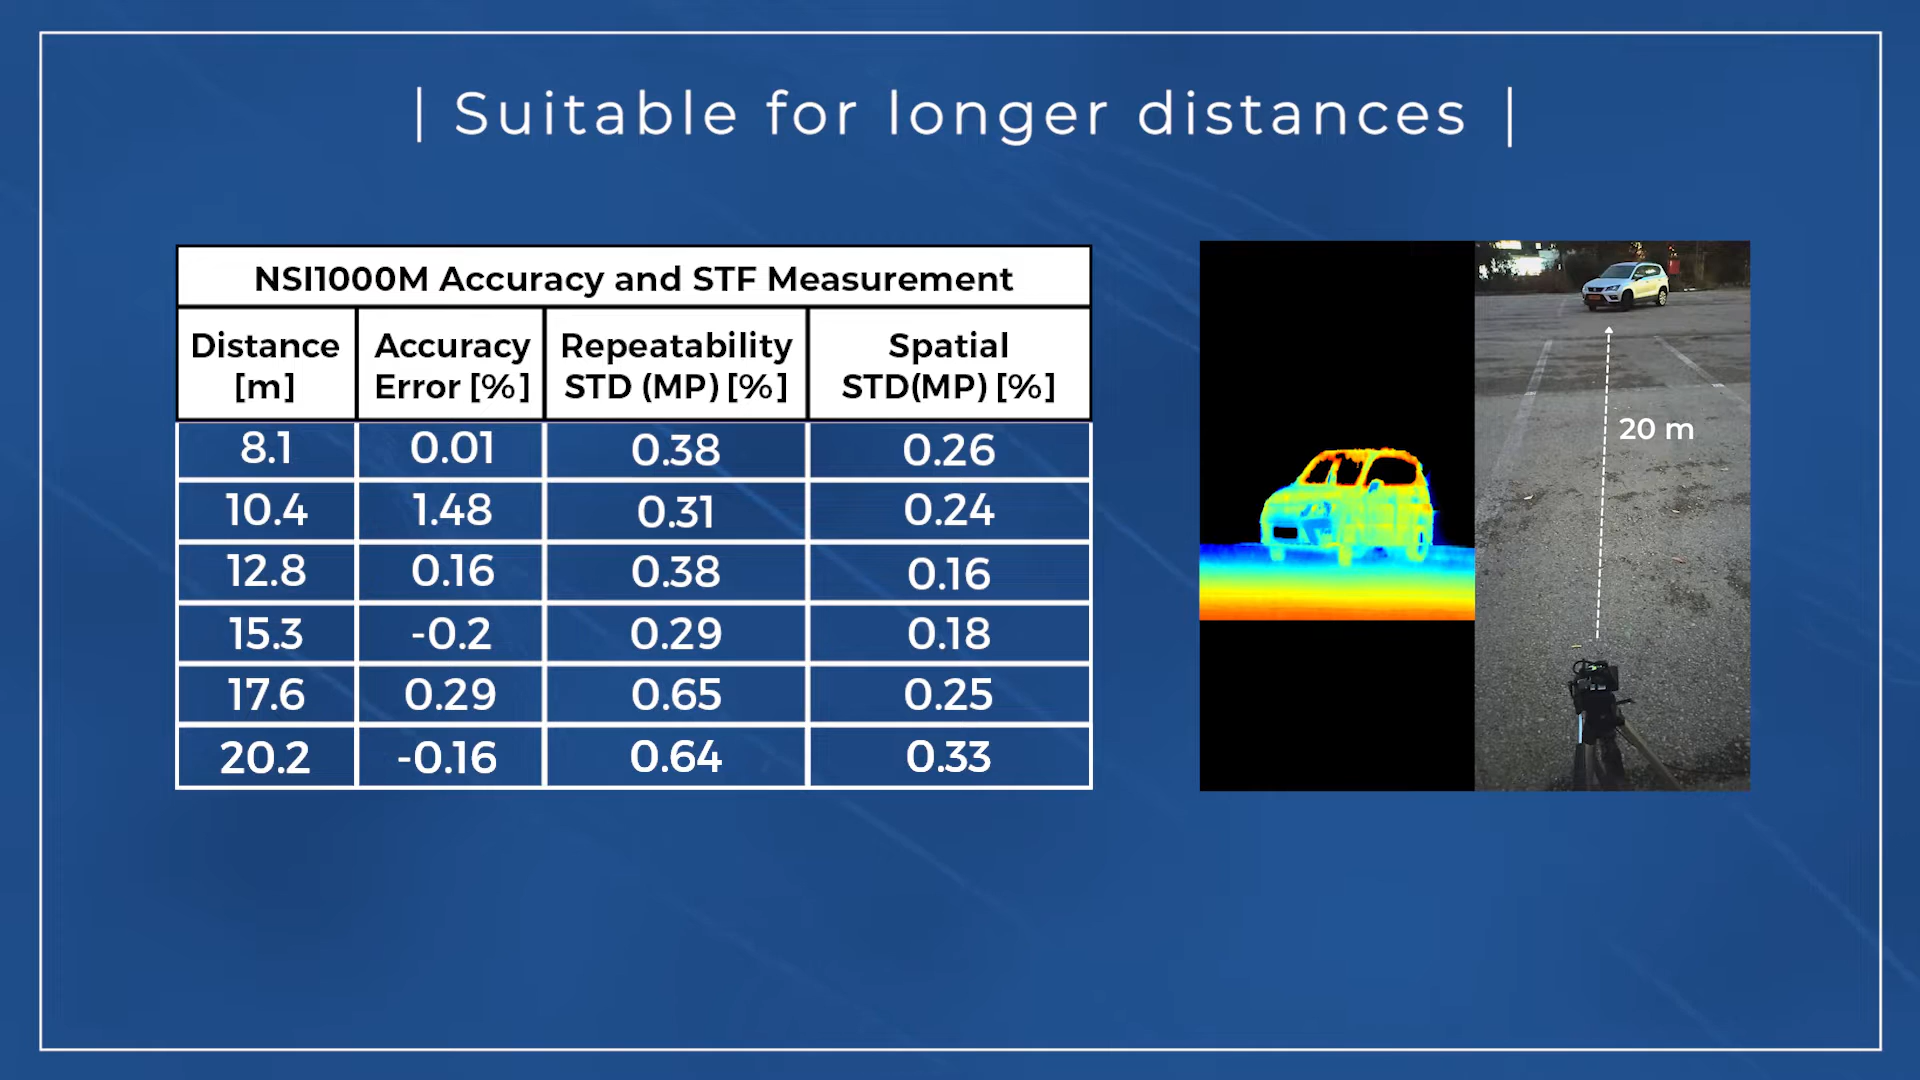 | Suitable for longer distances |
NSI1000M Accuracy and STF Measurement
Distance [m] Accuracy Error [%] Repeatability STD (MP) [%] Spatial STD(MP) [%]
8.1 0.01 0.38 0.26
10.4 1.48 0.31 0.24
12.8 0.16 0.38 0.16
15.3 -0.2 0.29 0.18
17.6 0.29 0.65 0.25
20.2 -0.16 0.64 0.33
20 m